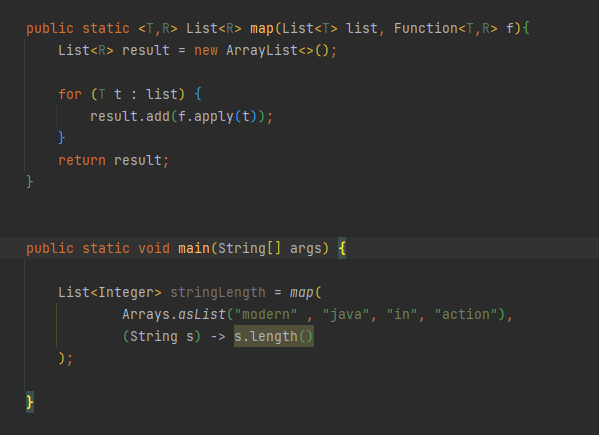 public static <T,R> List<R> map(List<T> list, Function<T,R> f){
List<R> result = new ArrayList<>();
for (T t : list) {
result.add(f.apply(t));
}
return result;
}
public static void main(String[] args) {
List<Integer> stringLength = map(
Arrays.asList("modern" , "java", "in", "action"),
(String s) -> s.length()
);
}